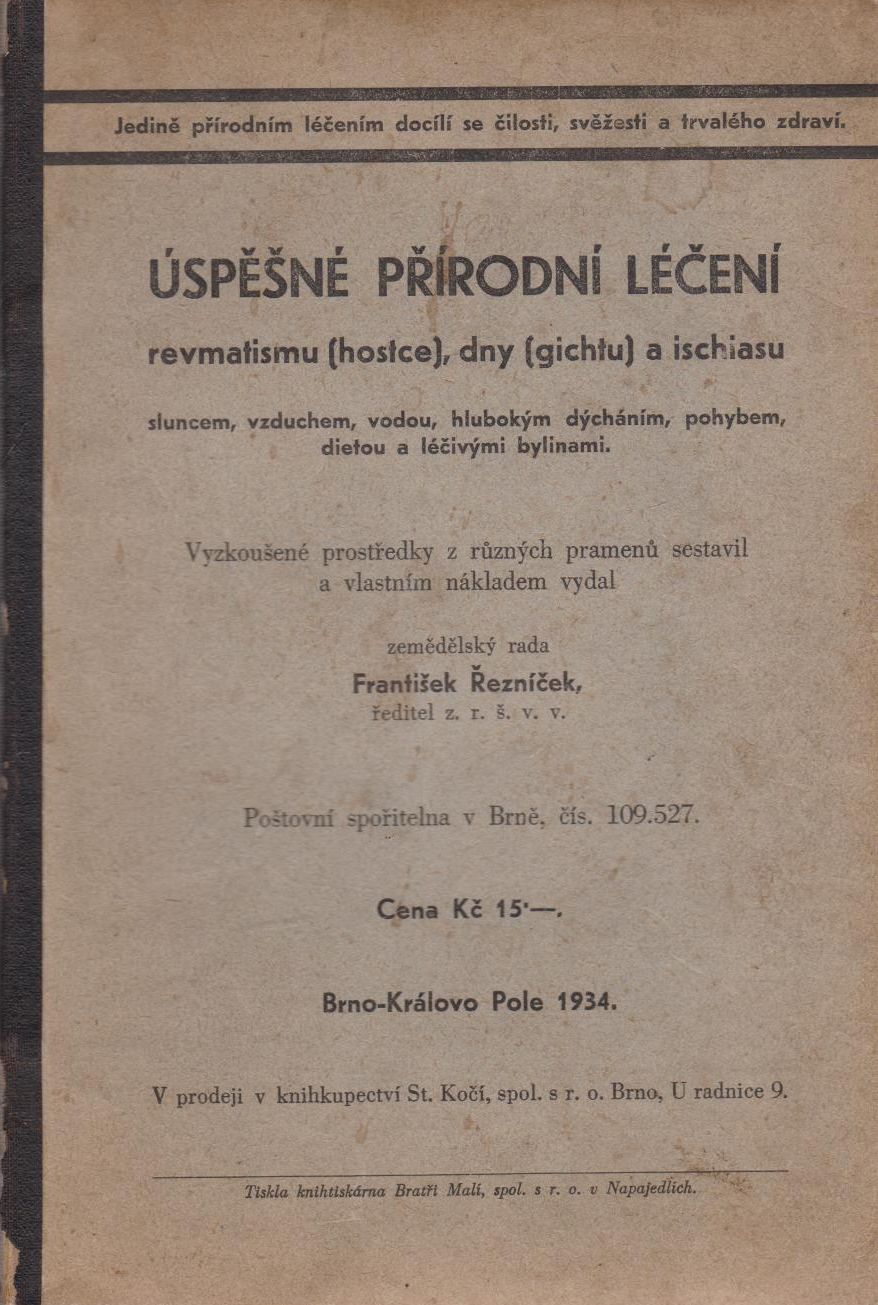 Jedině přírodním léčením docílí se čilosti, svěžesti a trvalého zdraví.
ÚSPĚŠNÉ PŘÍRODNÍ LÉČENÍ
revmatismu (hostce), dny (gichtu) a ischiasu
sluncem, vzduchem, vodou, hlubokým dýcháním, pohybem,
dietou a léčivými bylinami.
Vyzkoušené prostředky z různých pramenů sestavil
a vlastním nákladem vydal
zemědělský rada
František Řezníček,
ředitel z. r. š. v. v.
Poštovní spořitelna v Brně, čís. 109.527.
Cena Kč 15·—.
Brno-Královo Pole 1934.
V prodeji v knihkupectví St. Kočí, spol. s r. o. Brno, U radnice 9.
Tiskla knihtiskárna Bratři Malí, spol. s r. o. v Napajedlích.